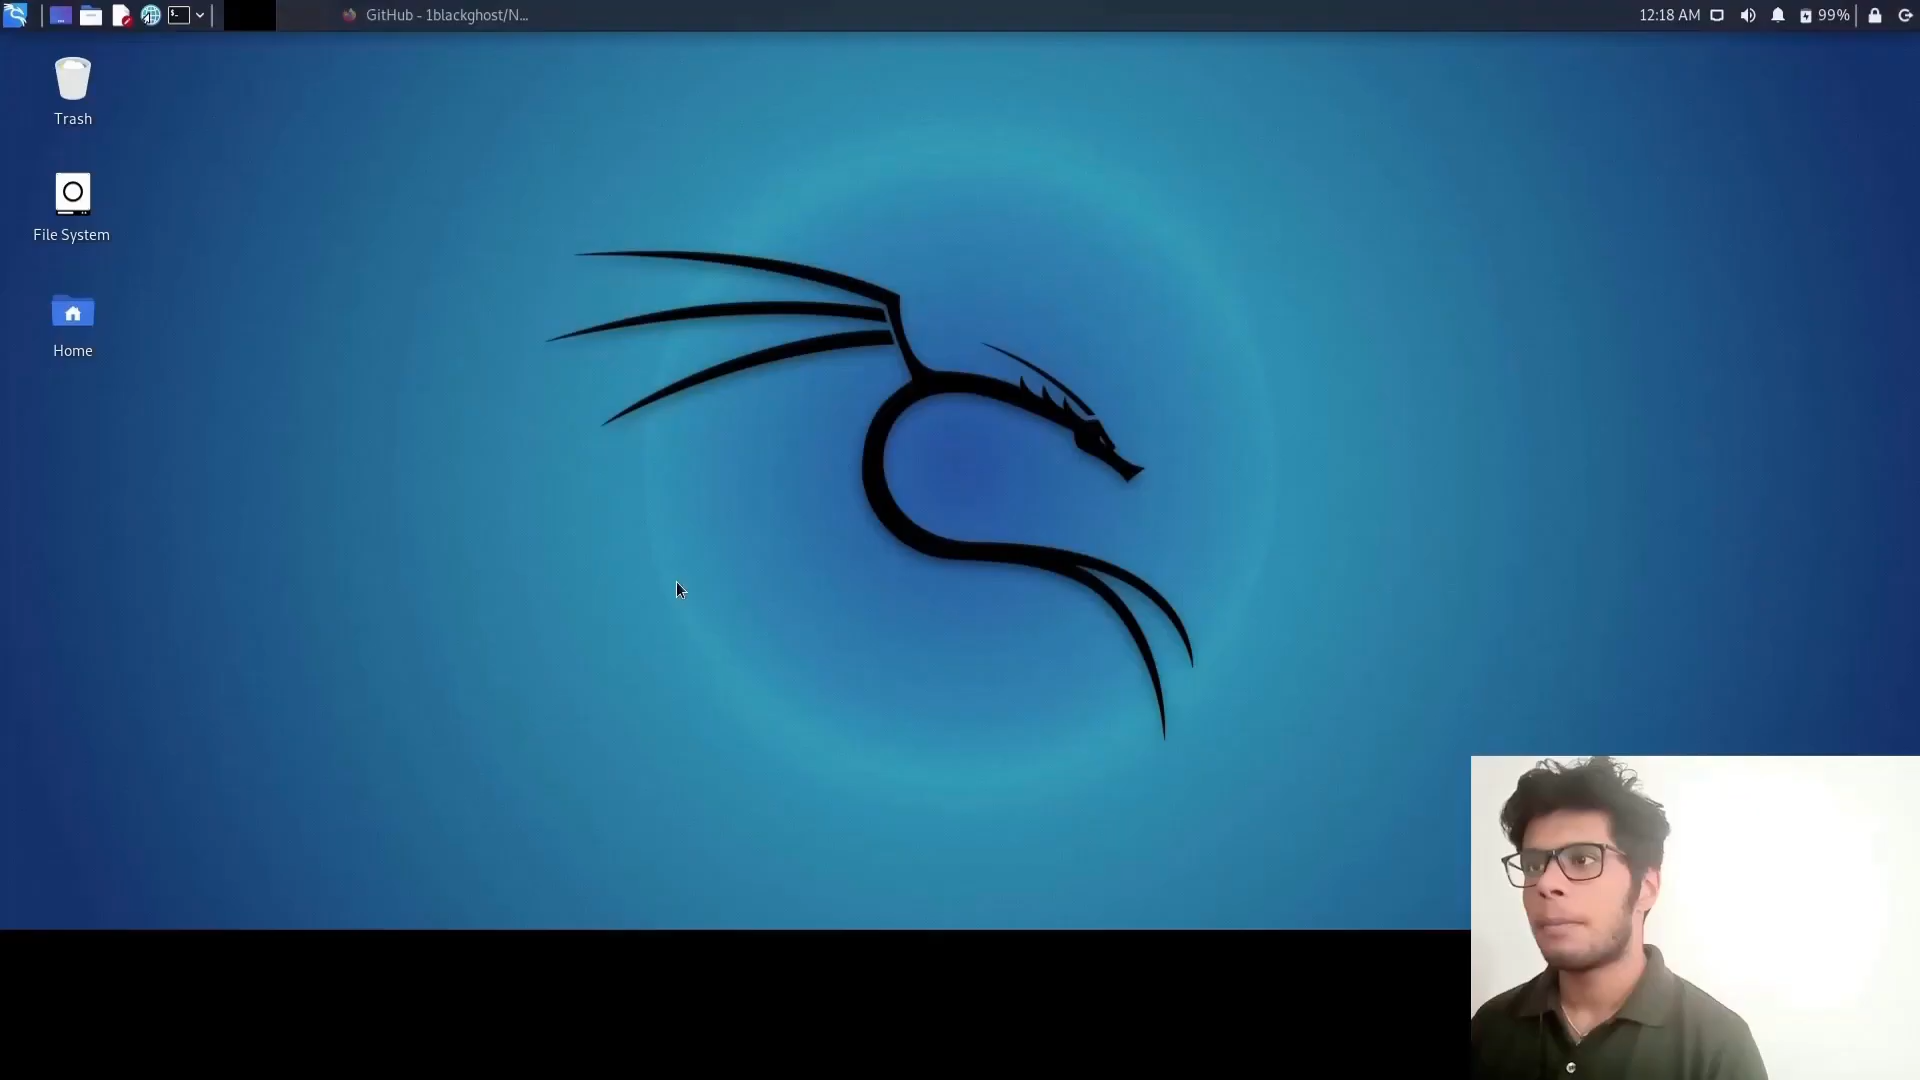 GitHub - 1blackghost/N...
12:18 AM
99%
Trash
File System
Home